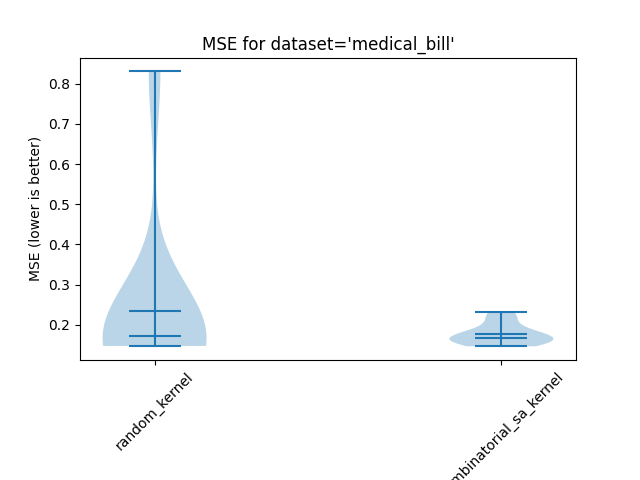 MSE for dataset='medical_bill'
MSE (lower is better)
0.8
0.7
0.6
0.5
0.4
0.3
0.2
random_kernel
mbinatorial_sa_kernel